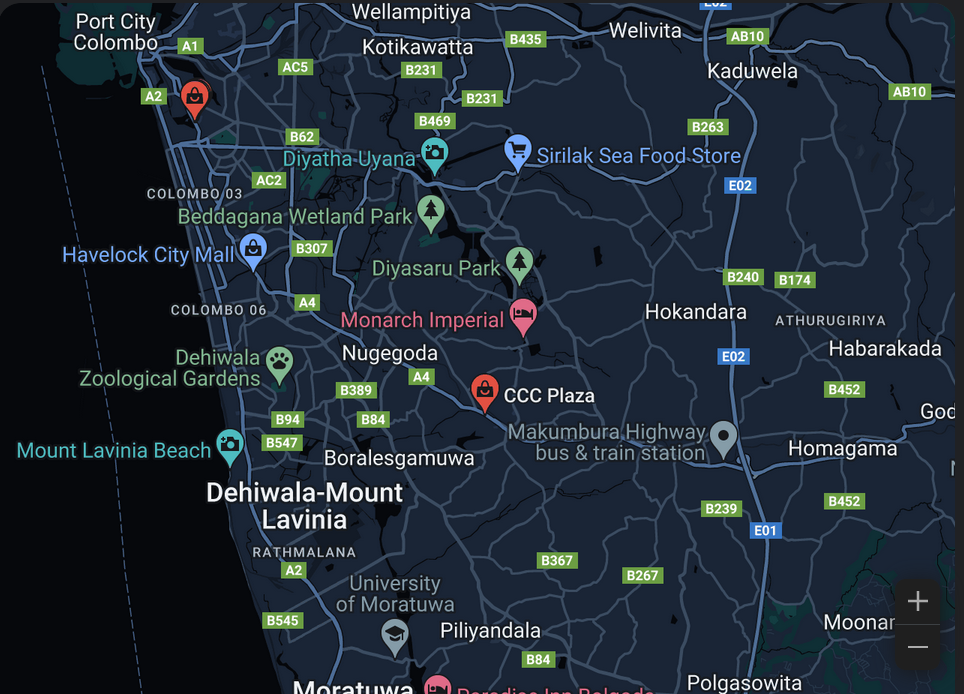 E02
Wellampitiya
Port City
Colombo
Welivita
B435
AB10
A1
Kotikawatta
AC5
B231
Kaduwela
AB10
A2
B231
B469
B263
B62
Diyatha Uyana
Sirilak Sea Food Store
AC2
E02
COLOMBO 03
Beddagana Wetland Park
Havelock City Mall
B307
Diyasaru Park
B240
B174
A4
COLOMBO 06
Monarch Imperial
Hokandara
ATHURUGIRIYA
Nugegoda
E02
Habarakada
Dehiwala
Zoological Gardens
A4
B389
B452
CCC Plaza
B94
B84
God
Makumbura Highway
bus & train station
B547
Mount Lavinia Beach
Homagama
Boralesgamuwa
Dehiwala-Mount
Lavinia
B452
B239
E01
RATHMALANA
A2
B367
B267
University
of Moratuwa
B545
Piliyandala
Moonar
B84
Polgasowita
Moratuwa
Paradise Inn Bolgoda